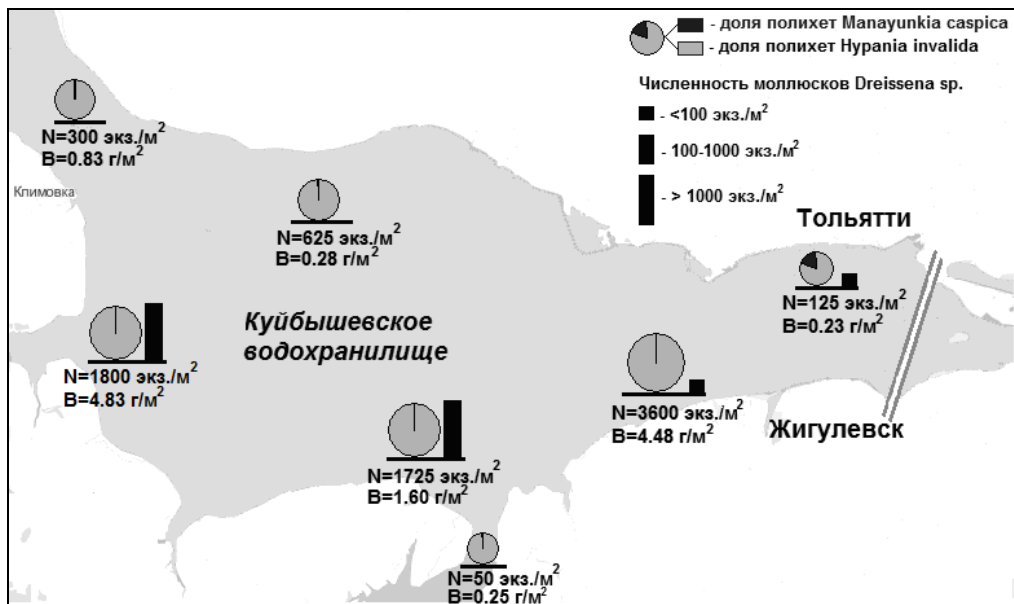 - доля полихет Manayunkia caspica
- доля полихет Hypania invalida
Численность моллюсков Dreissena sp.
- <100 экз./м²
- 100-1000 экз./м²
- > 1000 экз./м²
N=300 экз./м²
B=0.83 г/м²
Климовка
N=625 экз./м²
B=0.28 г/м²
Тольятти
N=125 экз./м²
B=0.23 г/м²
Куйбышевское
водохранилище
N=1800 экз./м²
B=4.83 г/м²
N=3600 экз./м²
B=4.48 г/м²
Жигулевск
N=1725 экз./м²
B=1.60 г/м²
N=50 экз./м²
B=0.25 г/м²